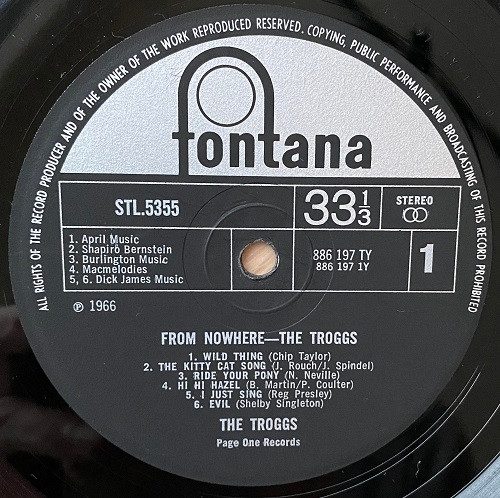 ALL RIGHTS OF THE RECORD PRODUCER AND OF THE OWNER OF THE WORK REPRODUCED RESERVED. COPYING, PUBLIC PERFORMANCE AND BROADCASTING OF THIS RECORD PROHIBITED
fontana
STL.5355
33 1/3
STEREO
1. April Music
2. Shapiro Bernstein
3. Burlington Music
4. Macmelodies
5, 6. Dick James Music
886 197 TY
886 197 1Y
1
℗ 1966
FROM NOWHERE—THE TROGGS
1. WILD THING (Chip Taylor)
2. THE KITTY CAT SONG (J. Rouch/J. Spindel)
3. RIDE YOUR PONY (N. Neville)
4. HI HI HAZEL (B. Martin/P. Coulter)
5. I JUST SING (Reg Presley)
6. EVIL (Shelby Singleton)
THE TROGGS
Page One Records